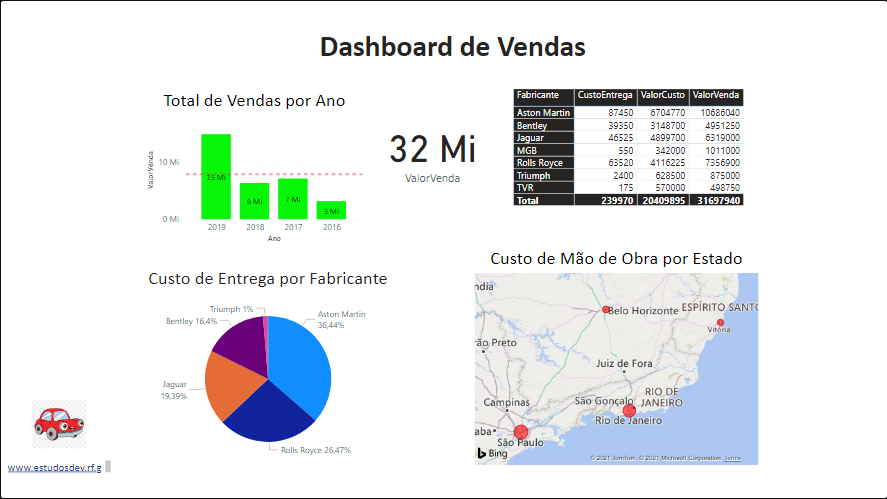 Dashboard de Vendas
Total de Vendas por Ano
ValorVenda
10 Mi
0 Mi
15 Mi
6 Mi
7 Mi
3 Mi
2019 2018 2017 2016
Ano
32 Mi
ValorVenda
Fabricante CustoEntrega ValorCusto ValorVenda
Aston Martin 87450 6704770 10686040
Bentley 39350 3148700 4951250
Jaguar 46525 4899700 6319000
MGB 550 342000 1011000
Rolls Royce 63520 4116225 7356900
Triumph 2400 628500 875000
TVR 175 570000 498750
Total 239970 20409895 31697940
Custo de Entrega por Fabricante
Triumph 1%
Bentley 16,4%
Aston Martin
36,44%
Jaguar
19,39%
Rolls Royce 26,47%
Custo de Mão de Obra por Estado
ndia
Belo Horizonte
ESPÍRITO SANTO
Vitória
rão Preto
Juiz de Fora
RIO DE
JANEIRO
Campinas
São Gonçalo
Rio de Janeiro
uba
São Paulo
Bing
© 2021 TomTom, © 2021 Microsoft Corporation Terms
www.estudosdev.rf.g